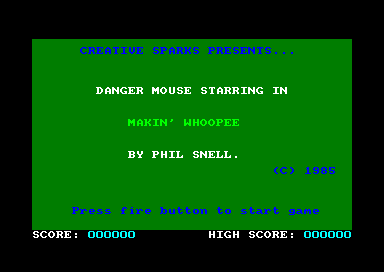 CREATIVE SPARKS PRESENTS...
DANGER MOUSE STARRING IN
MAKIN' WHOOPEE
BY PHIL SNELL.
(C) 1985
Press fire button to start game
SCORE: 000000 HIGH SCORE: 000000